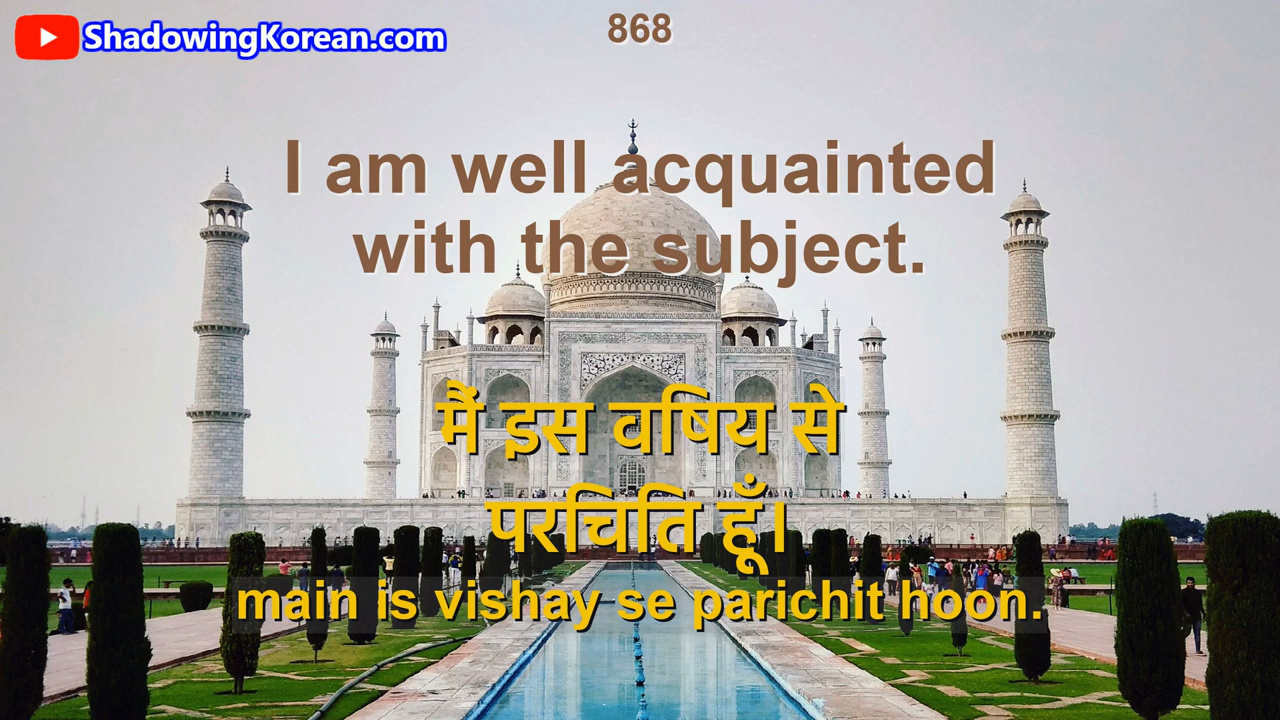 ShadowingKorean.com
868
I am well acquainted
with the subject.
मैं इस वषिय से
परचिति हूँ।
main is vishay se parichit hoon.